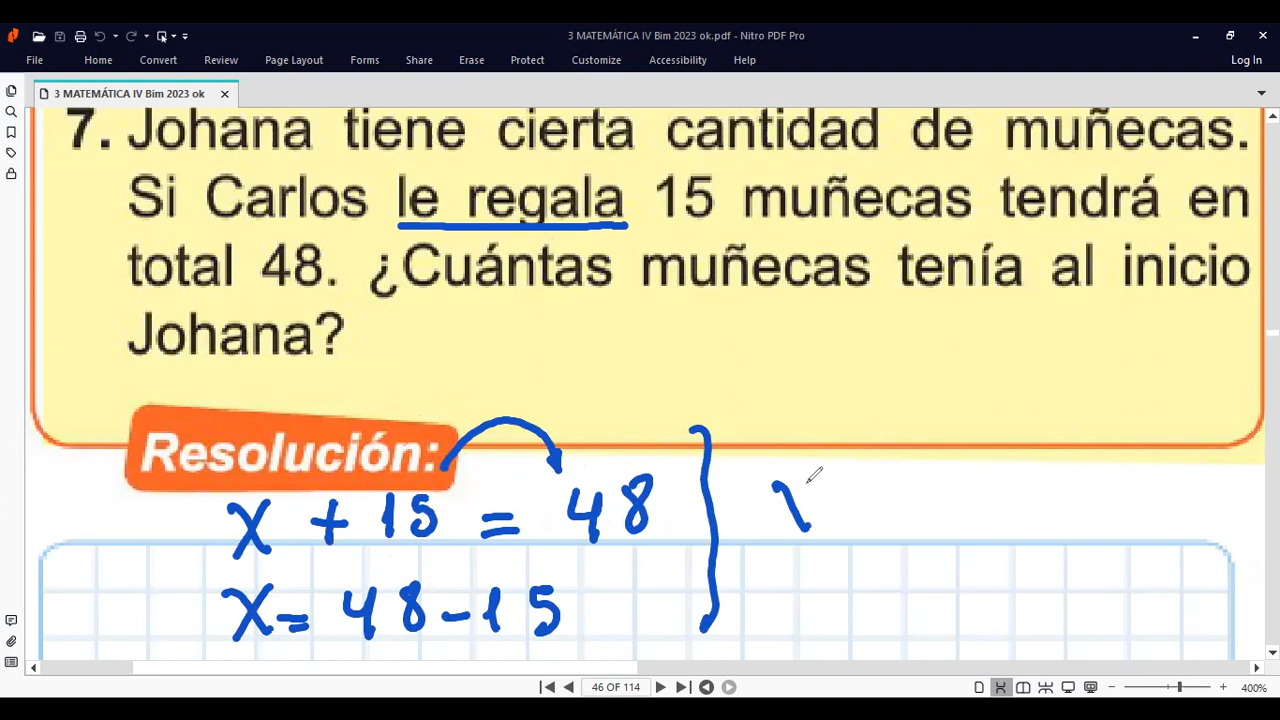 3 MATEMÁTICA IV Bim 2023 ok.pdf - Nitro PDF Pro
File Home Convert Review Page Layout Forms Share Erase Protect Customize Accessibility Help Log In
3 MATEMÁTICA IV Bim 2023 ok
7. Johana tiene cierta cantidad de muñecas.
Si Carlos le regala 15 muñecas tendrá en
total 48. ¿Cuántas muñecas tenía al inicio
Johana?
Resolución:
x + 15 = 48
x = 48 - 15
46 OF 114
400%